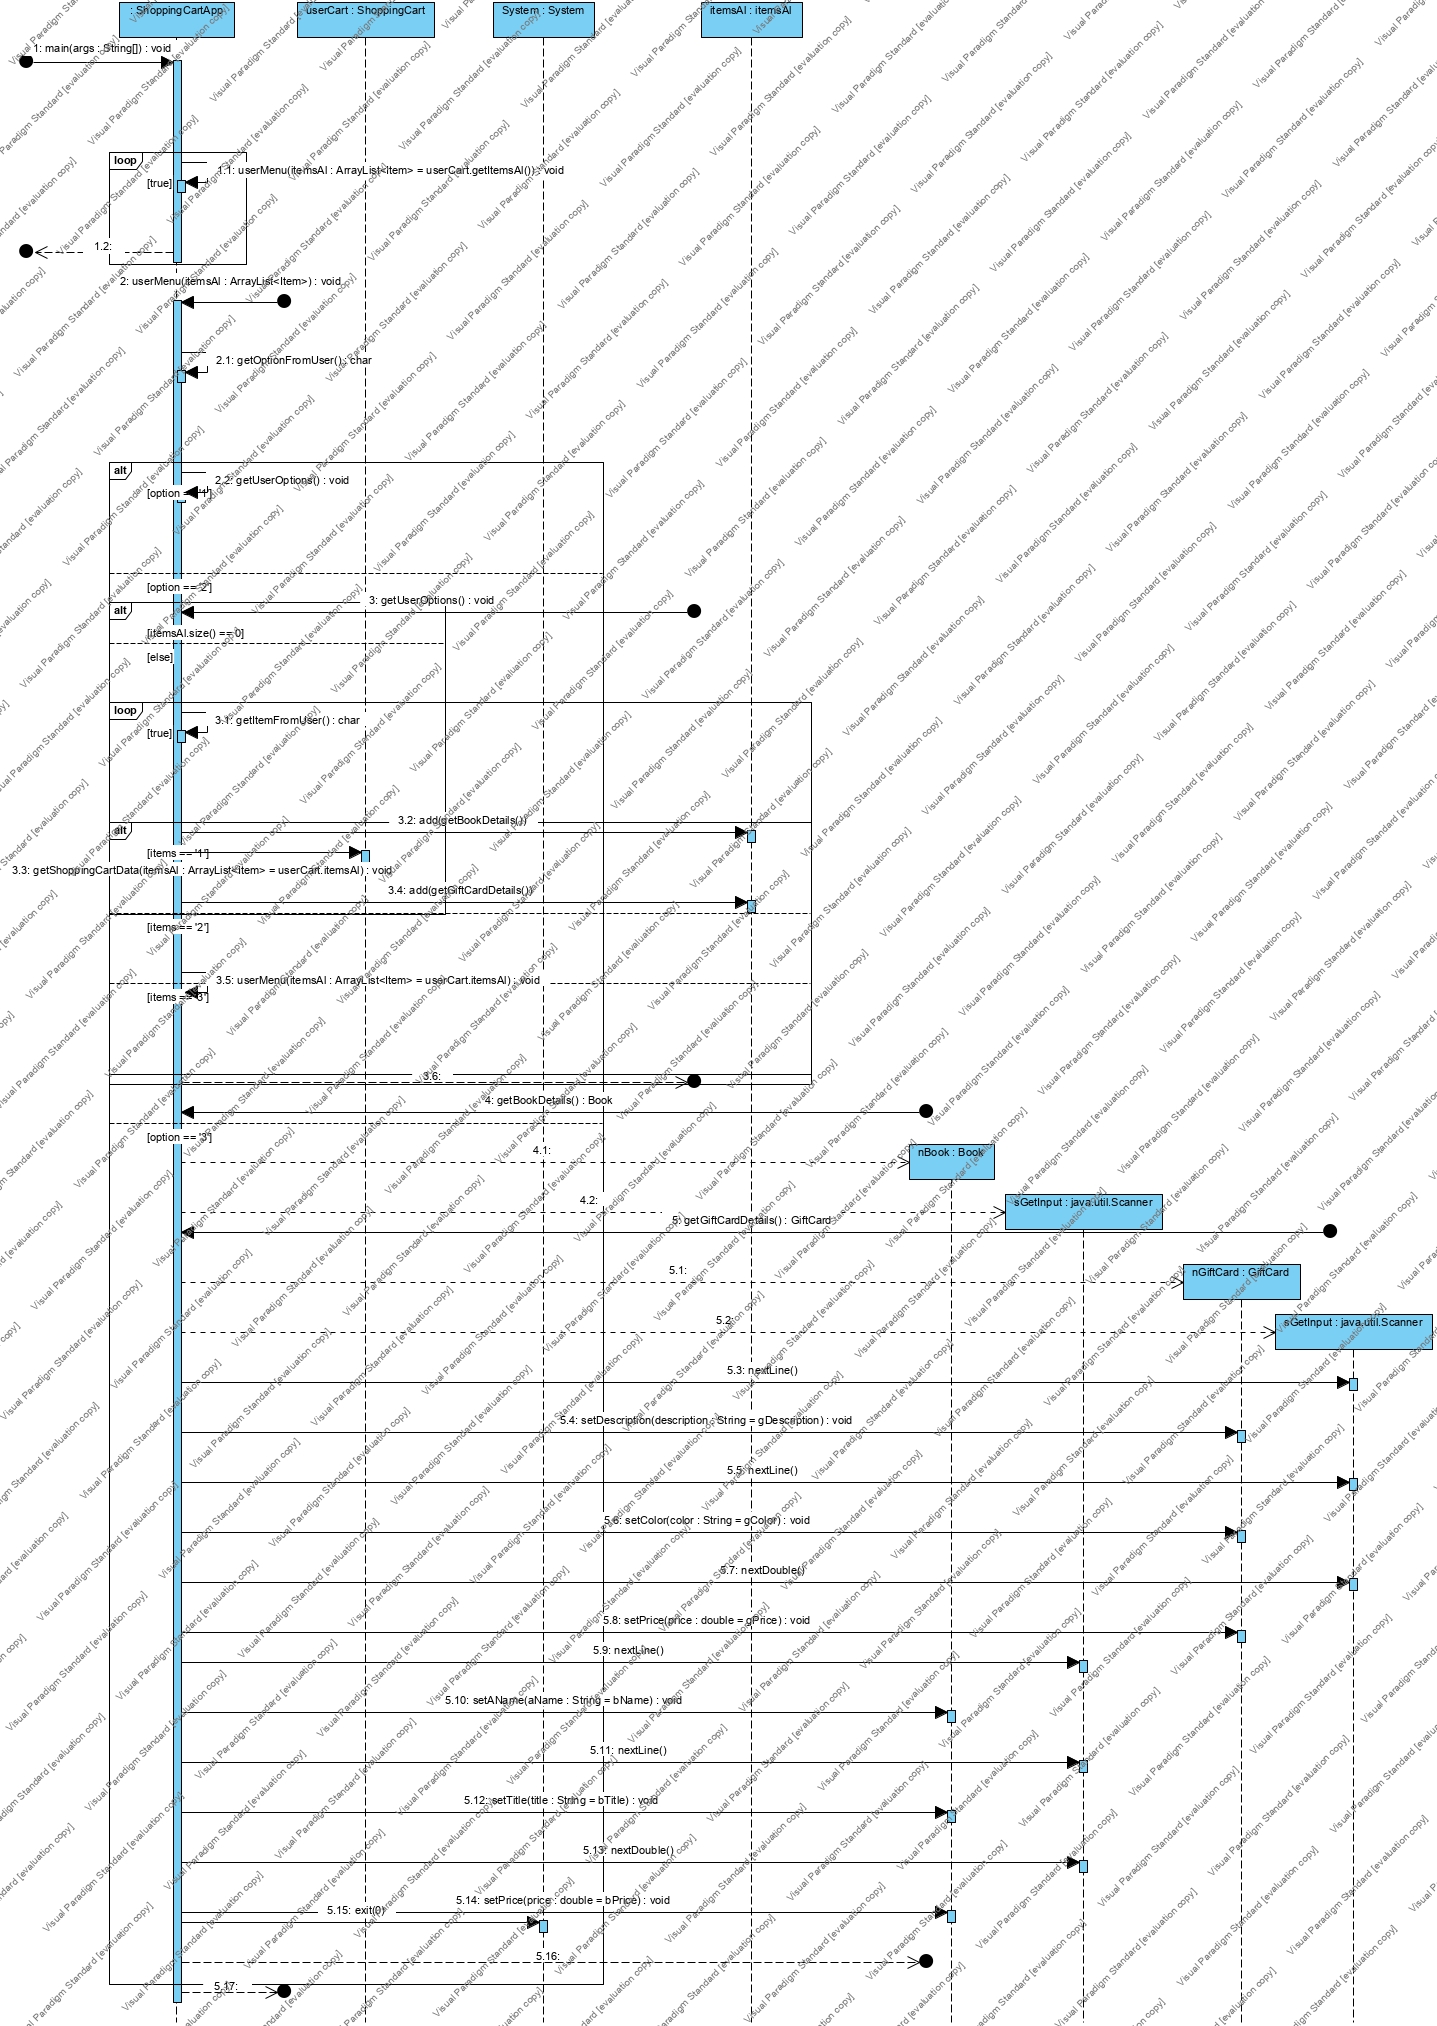 : ShoppingCartApp
userCart : ShoppingCart
System : System
itemsAl : itemsAl
1: main(args : String[]) : void
loop
1.1: userMenu(itemsAl : ArrayList<Item> = userCart.getItemsAl()) : void
[true]
1.2:
2: userMenu(itemsAl : ArrayList<Item>) : void
2.1: getOptionFromUser() : char
alt
2.2: getUserOptions() : void
[option == '1']
[option == '2']
3: getUserOptions() : void
alt
[itemsAl.size() == 0]
[else]
loop
3.1: getItemFromUser() : char
[true]
3.2: add(getBookDetails())
alt
[items == '1']
3.3: getShoppingCartData(itemsAl : ArrayList<Item> = userCart.itemsAl) : void
3.4: add(getGiftCardDetails())
[items == '2']
3.5: userMenu(itemsAl : ArrayList<Item> = userCart.itemsAl) : void
[items == '3']
3.6:
4: getBookDetails() : Book
[option == '3']
4.1:
nBook : Book
4.2:
sGetInput : java.util.Scanner
5: getGiftCardDetails() : GiftCard
5.1:
nGiftCard : GiftCard
5.2:
sGetInput : java.util.Scanner
5.3: nextLine()
5.4: setDescription(description : String = gDescription) : void
5.5: nextLine()
5.6: setColor(color : String = gColor) : void
5.7: nextDouble()
5.8: setPrice(price : double = gPrice) : void
5.9: nextLine()
5.10: setAName(aName : String = bName) : void
5.11: nextLine()
5.12: setTitle(title : String = bTitle) : void
5.13: nextDouble()
5.14: setPrice(price : double = bPrice) : void
5.15: exit(0)
5.16:
5.17:
Visual Paradigm Standard [evaluation copy]